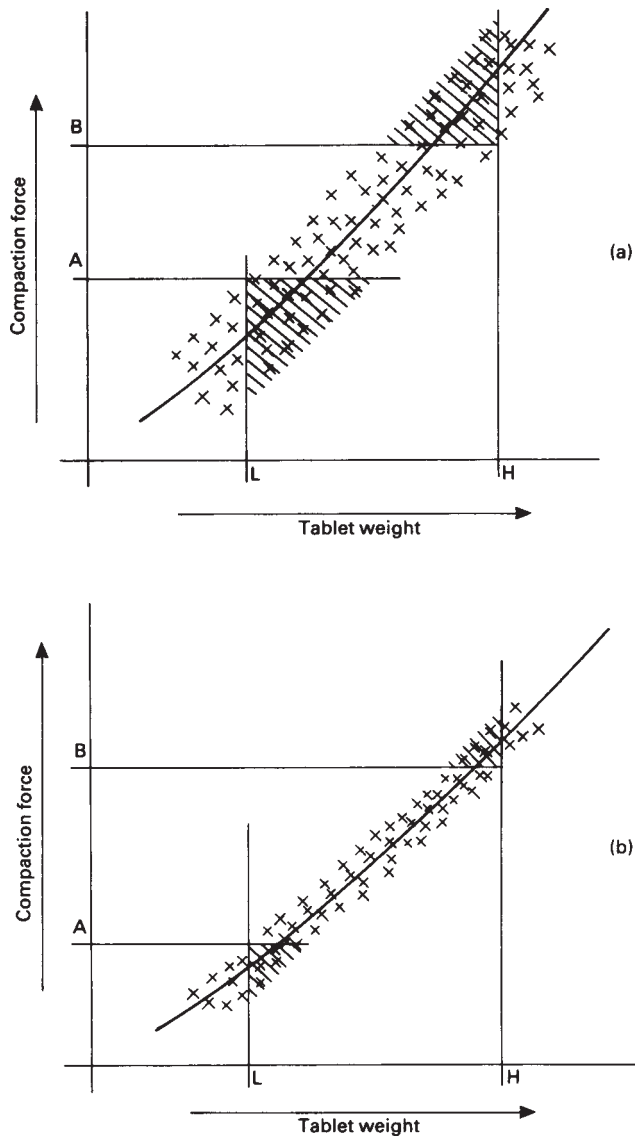 B
A
Compaction force
(a)
L
H
Tablet weight
B
A
Compaction force
(b)
L
H
Tablet weight